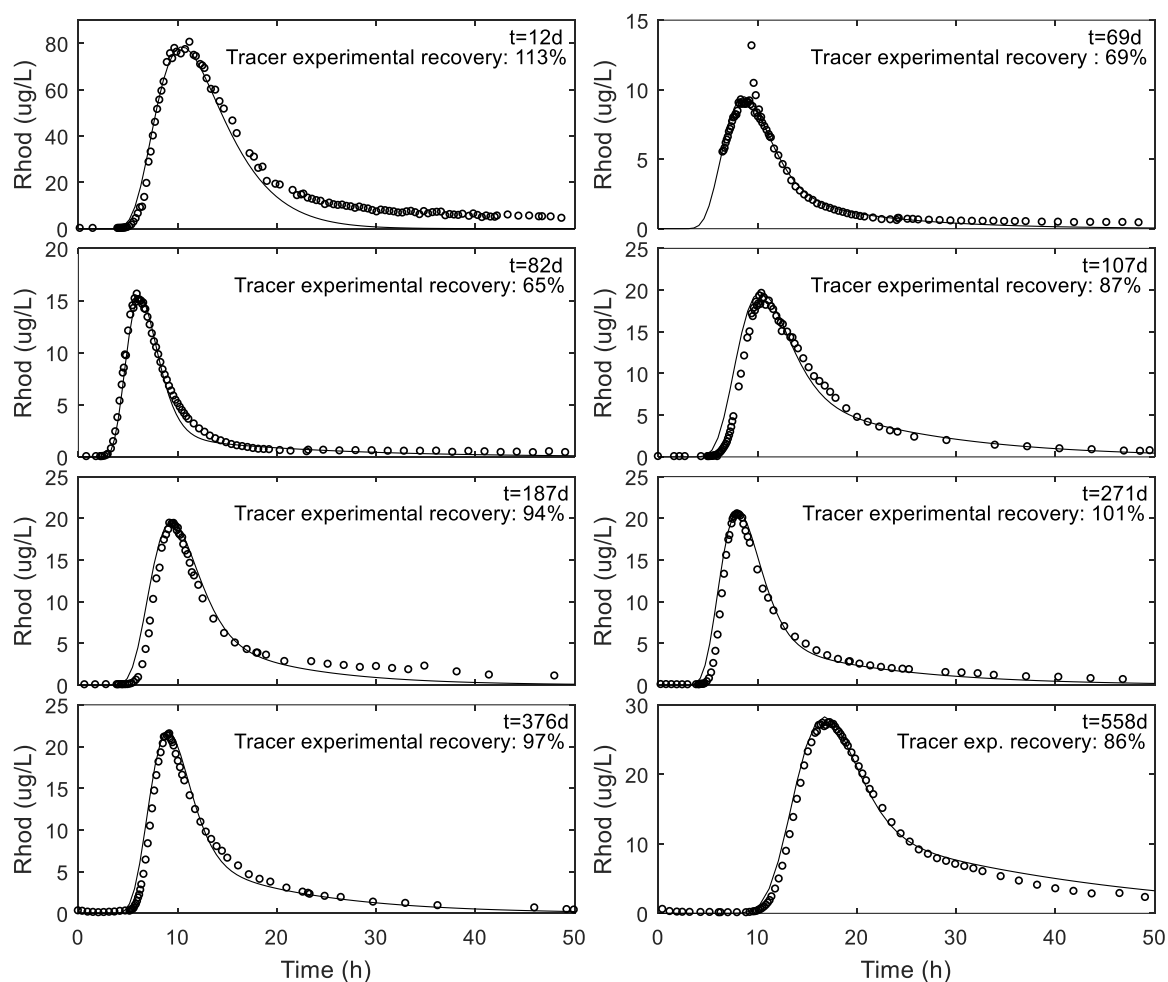 80
60
40
20
0
Rhod (ug/L)
t=12d
Tracer experimental recovery: 113%
15
10
5
0
Rhod (ug/L)
t=69d
Tracer experimental recovery : 69%
20
15
10
5
0
Rhod (ug/L)
t=82d
Tracer experimental recovery: 65%
25
20
15
10
5
0
Rhod (ug/L)
t=107d
Tracer experimental recovery: 87%
25
20
15
10
5
0
Rhod (ug/L)
t=187d
Tracer experimental recovery: 94%
25
20
15
10
5
0
Rhod (ug/L)
t=271d
Tracer experimental recovery: 101%
25
20
15
10
5
0
Rhod (ug/L)
t=376d
Tracer experimental recovery: 97%
0 10 20 30 40 50
Time (h)
30
20
10
0
Rhod (ug/L)
t=558d
Tracer exp. recovery: 86%
0 10 20 30 40 50
Time (h)